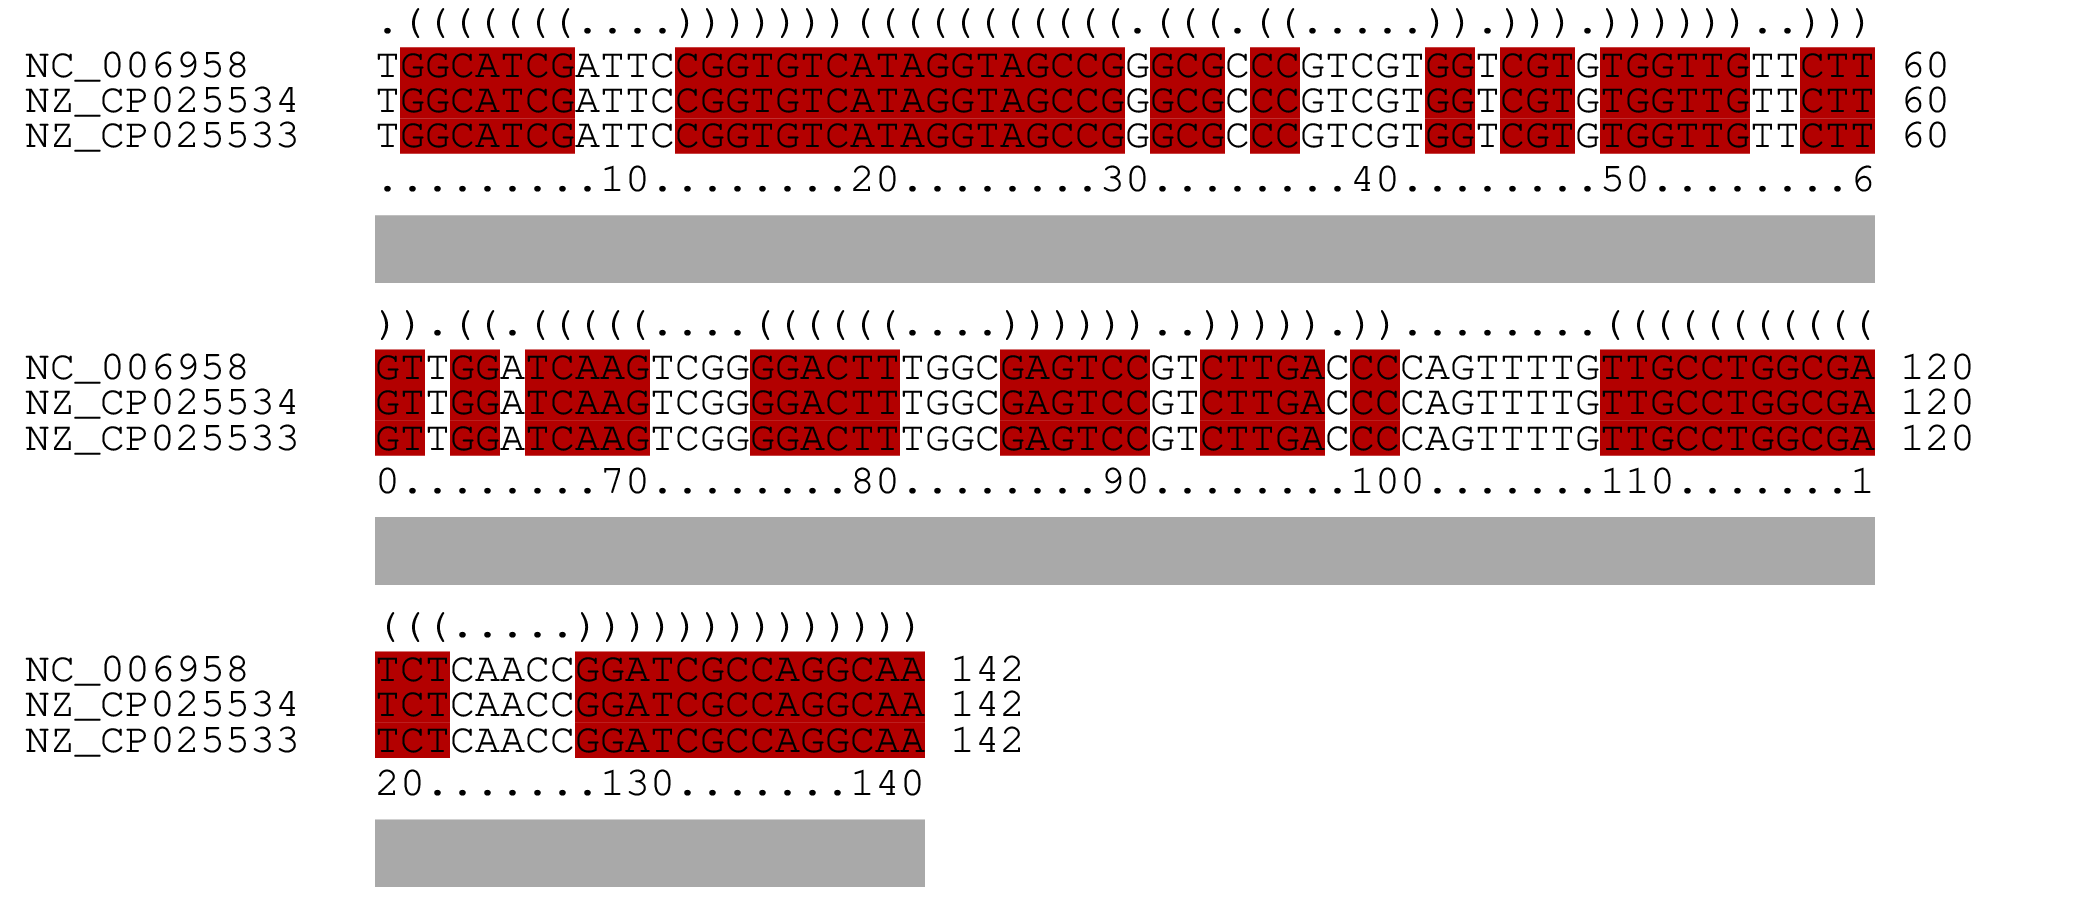 .(((((((....)))))))(((((((((((.(((.((.....)).))).))))))..)))
NC_006958 TGGCATCGATTCCGGTGTCATAGGTAGCCGGGCGCCCGTCGTGGTCGTGTGGTTGTTCTT 60
NZ_CP025534 TGGCATCGATTCCGGTGTCATAGGTAGCCGGGCGCCCGTCGTGGTCGTGTGGTTGTTCTT 60
NZ_CP025533 TGGCATCGATTCCGGTGTCATAGGTAGCCGGGCGCCCGTCGTGGTCGTGTGGTTGTTCTT 60
.........10........20........30........40........50........6
)).((.(((((....((((((....))))))..))))).))........(((((((((((
NC_006958 GTTGGATCAAGTCGGGGACTTTGGCGAGTCCGTCTTGACCCCAGTTTTGTTGCCTGGCGA 120
NZ_CP025534 GTTGGATCAAGTCGGGGACTTTGGCGAGTCCGTCTTGACCCCAGTTTTGTTGCCTGGCGA 120
NZ_CP025533 GTTGGATCAAGTCGGGGACTTTGGCGAGTCCGTCTTGACCCCAGTTTTGTTGCCTGGCGA 120
0........70........80........90........100.......110.......1
(((.....))))))))))))))
NC_006958 TCTCAACCGGATCGCCAGGCAA 142
NZ_CP025534 TCTCAACCGGATCGCCAGGCAA 142
NZ_CP025533 TCTCAACCGGATCGCCAGGCAA 142
20.......130.......140